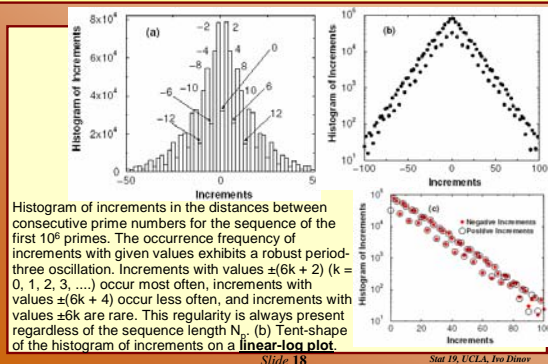 8x10⁴
6x10⁴
4x10⁴
2x10⁴
0
Histogram of Increments
(a)
−2 2
−4 4
−8 8
−10 10
0
−6 6
−12 12
−50 0 50
Increments
10⁵
10⁴
10³
10²
10¹
Histogram of Increments
(b)
−100 −50 0 50 100
Increments
Histogram of increments in the distances between
consecutive prime numbers for the sequence of the
first 10⁶ primes. The occurrence frequency of
increments with given values exhibits a robust period-
three oscillation. Increments with values ±(6k + 2) (k =
0, 1, 2, 3, ....) occur most often, increments with
values ±(6k + 4) occur less often, and increments with
values ±6k are rare. This regularity is always present
regardless of the sequence length Nₚ. (b) Tent-shape
of the histogram of increments on a linear-log plot.
10⁵
10⁴
10³
10²
10¹
Histogram of Increments
(c)
Negative Increments
Positive Increments
0 20 40 60 80 100
Increments
Slide 18
Stat 19, UCLA, Ivo Dinov